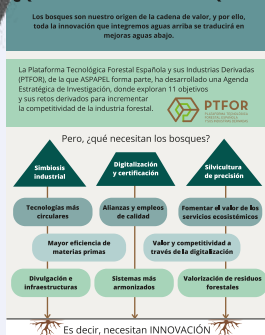 Los bosques son nuestro origen de la cadena de valor, y por ello,
toda la innovación que integremos aguas arriba se traducirá en
mejoras aguas abajo.
La Plataforma Tecnológica Forestal Española y sus Industrias Derivadas
(PTFOR), de la que ASPAPEL forma parte, ha desarrollado una Agenda
Estratégica de Investigación, donde exploran 11 objetivos
y sus retos derivados para incrementar
la competitividad de la industria forestal.
PTFOR
Pero, ¿qué necesitan los bosques?
Simbiosis
industrial
Digitalización
y certificación
Silvicultura
de precisión
Tecnologías más
circulares
Alianzas y empleos
de calidad
Fomentar el valor de los
servicios ecosistémicos
Mayor eficiencia de
materias primas
Valor y competitividad a
través de la digitalización
Divulgación e
infraestructuras
Sistemas más
armonizados
Valorización de residuos
forestales
Es decir, necesitan INNOVACIÓN